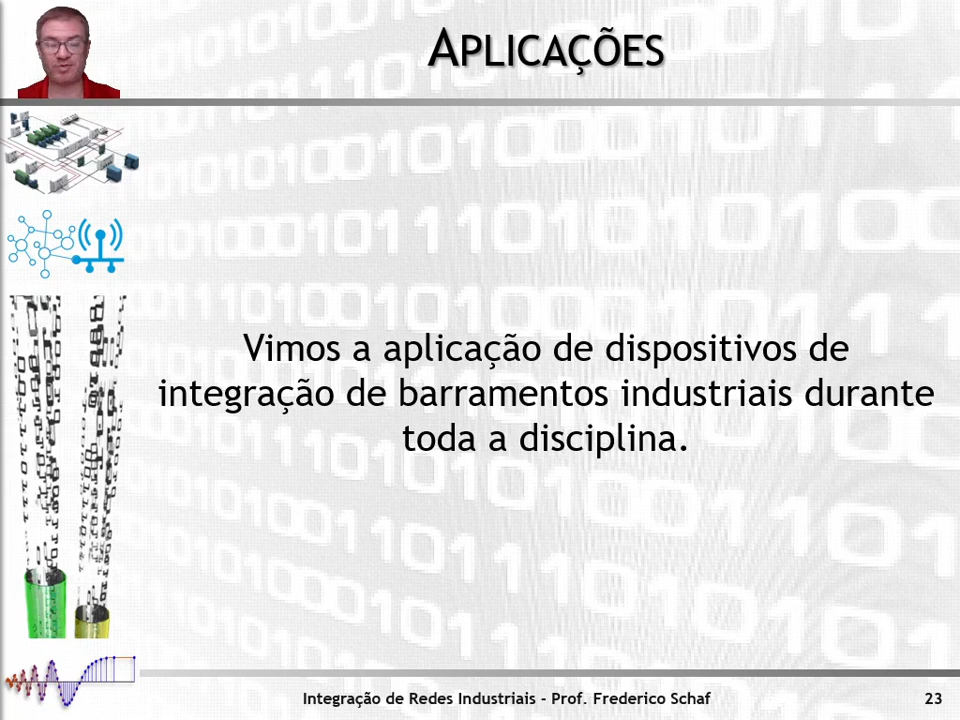 APLICAÇÕES
Vimos a aplicação de dispositivos de
integração de barramentos industriais durante
toda a disciplina.
Integração de Redes Industriais - Prof. Frederico Schaf
23